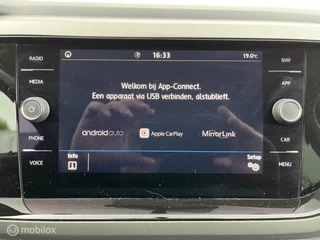 RADIO
MEDIA
PHONE
VOICE
16:33
19.0°C
Welkom bij App-Connect.
Een apparaat via USB verbinden, alstublieft.
androidauto
Apple CarPlay
MirrorLink
Info
Setup
NAV
APP
CAR
MENU
© Mijnlijn